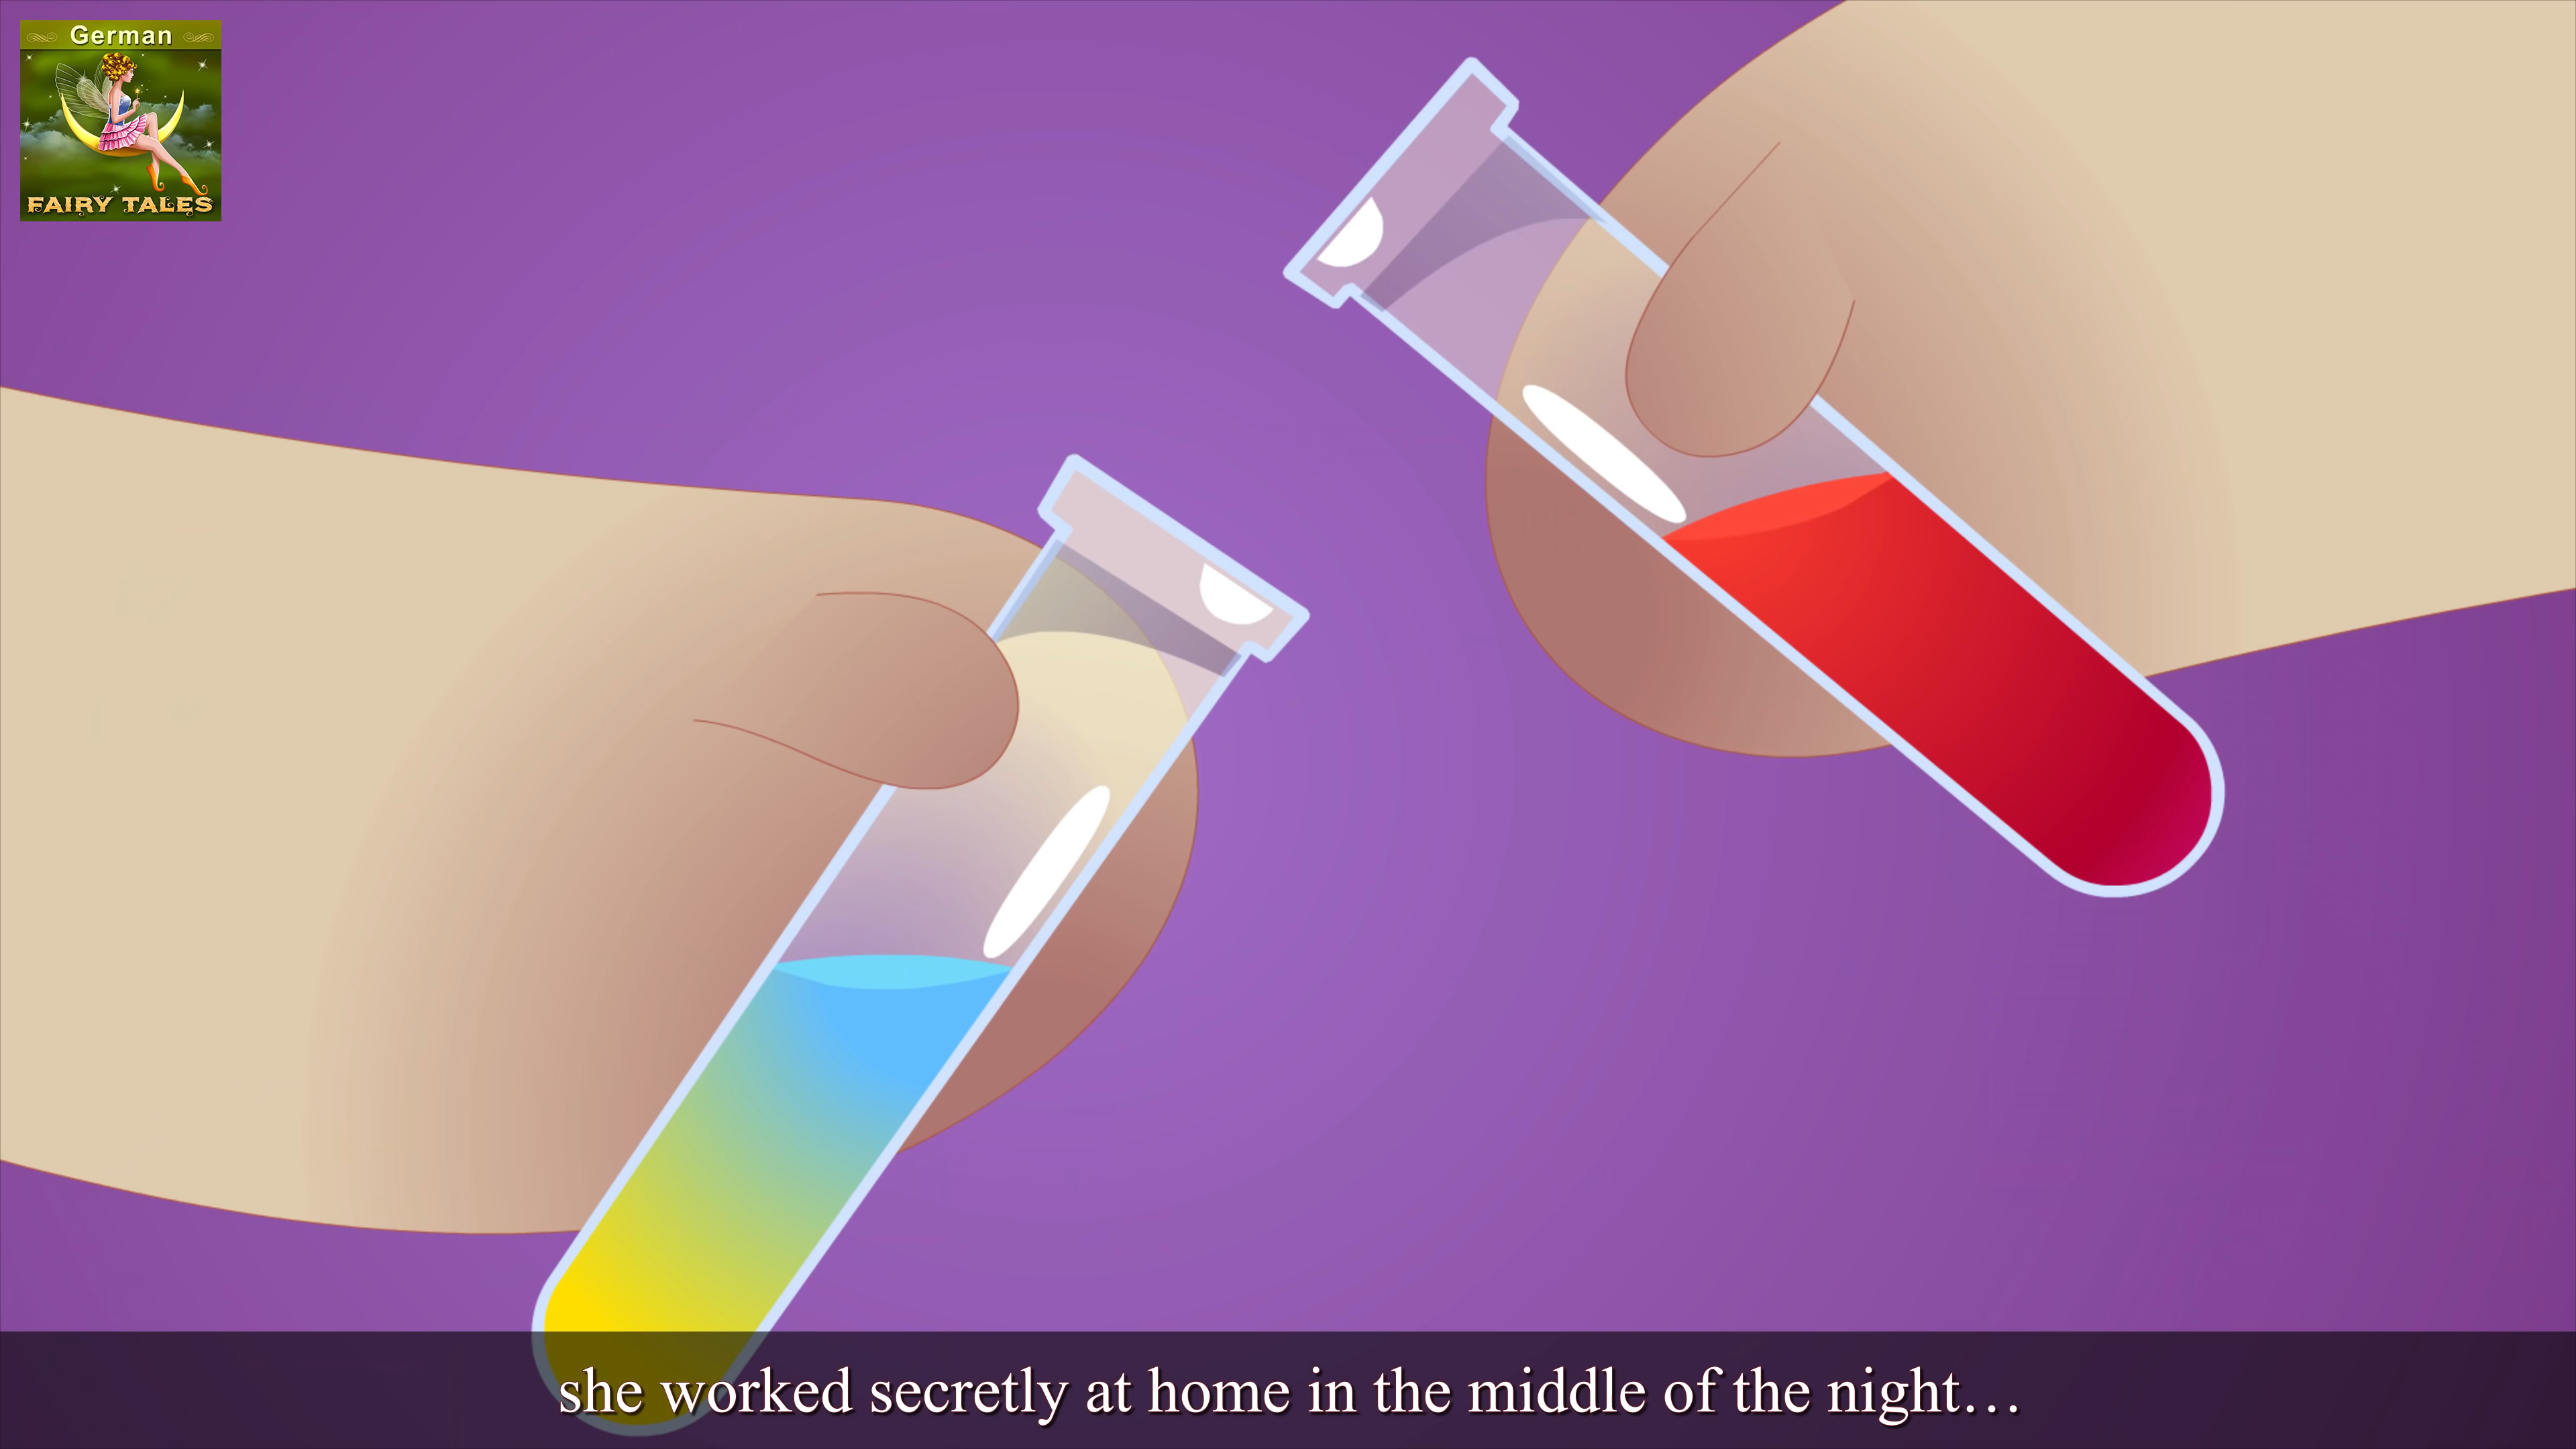 German
FAIRY TALES
she worked secretly at home in the middle of the night…